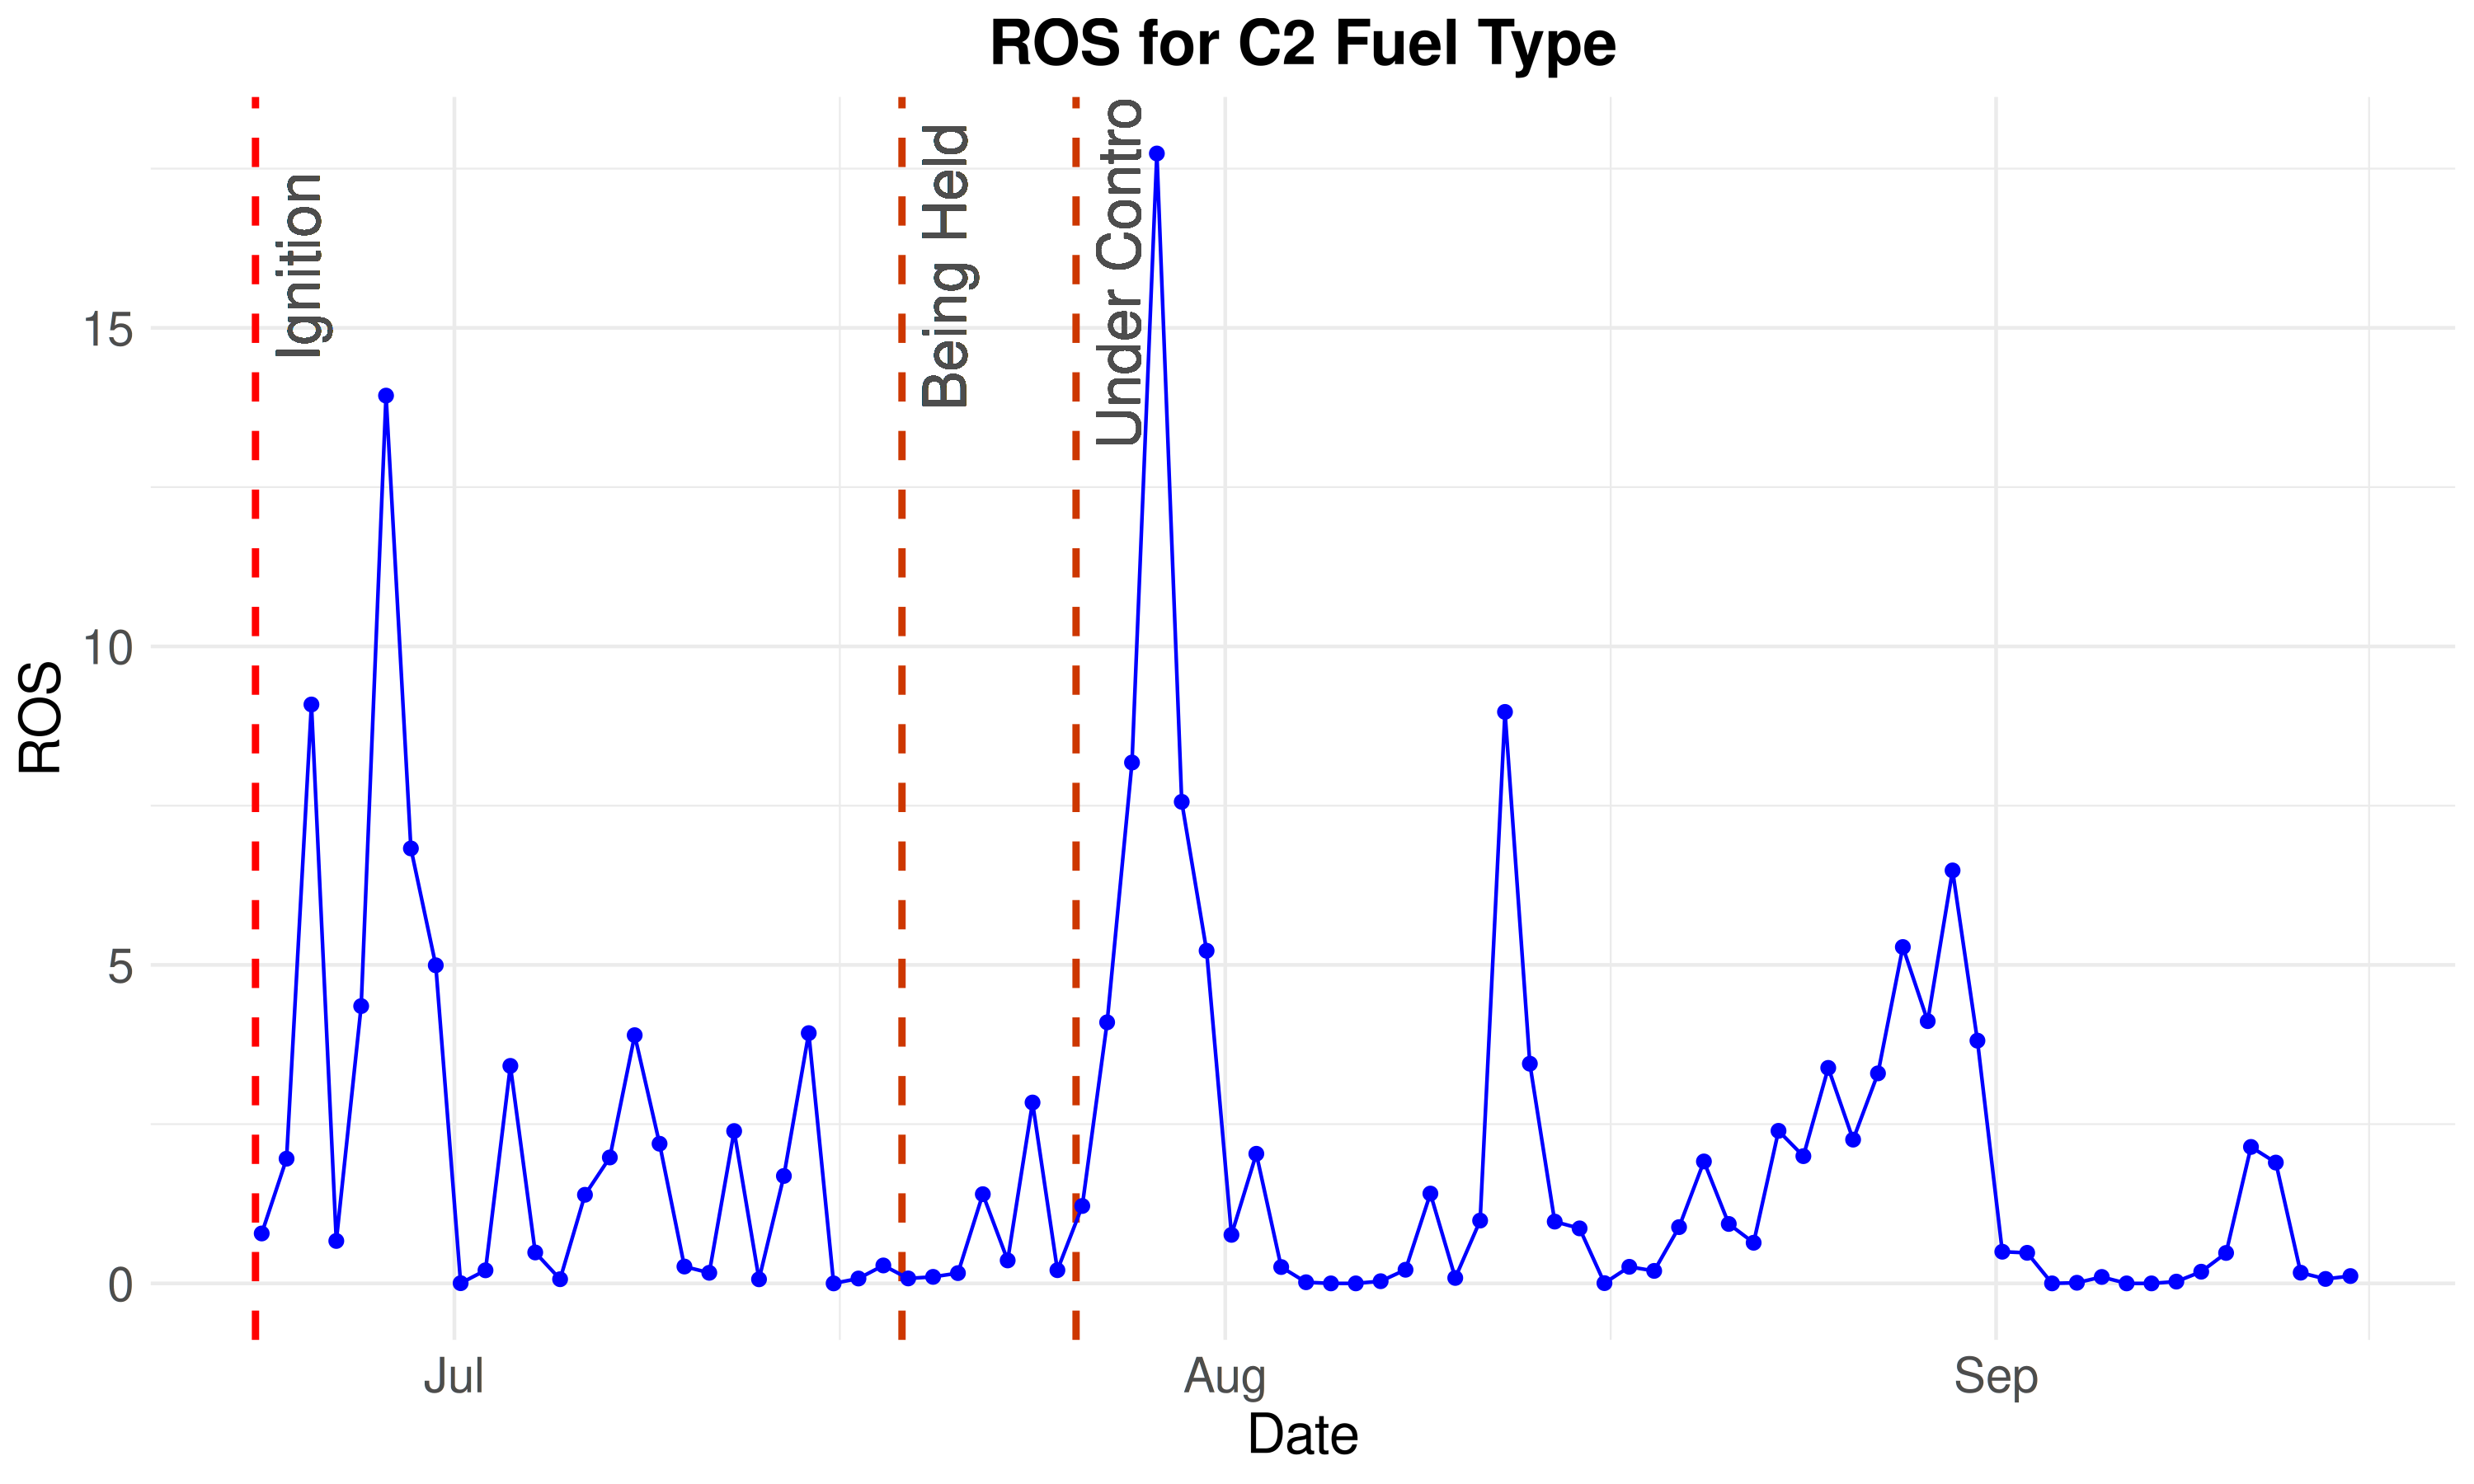 ROS for C2 Fuel Type
Ignition
Being Held
Under Contro
ROS
15
10
5
0
Jul
Aug
Sep
Date